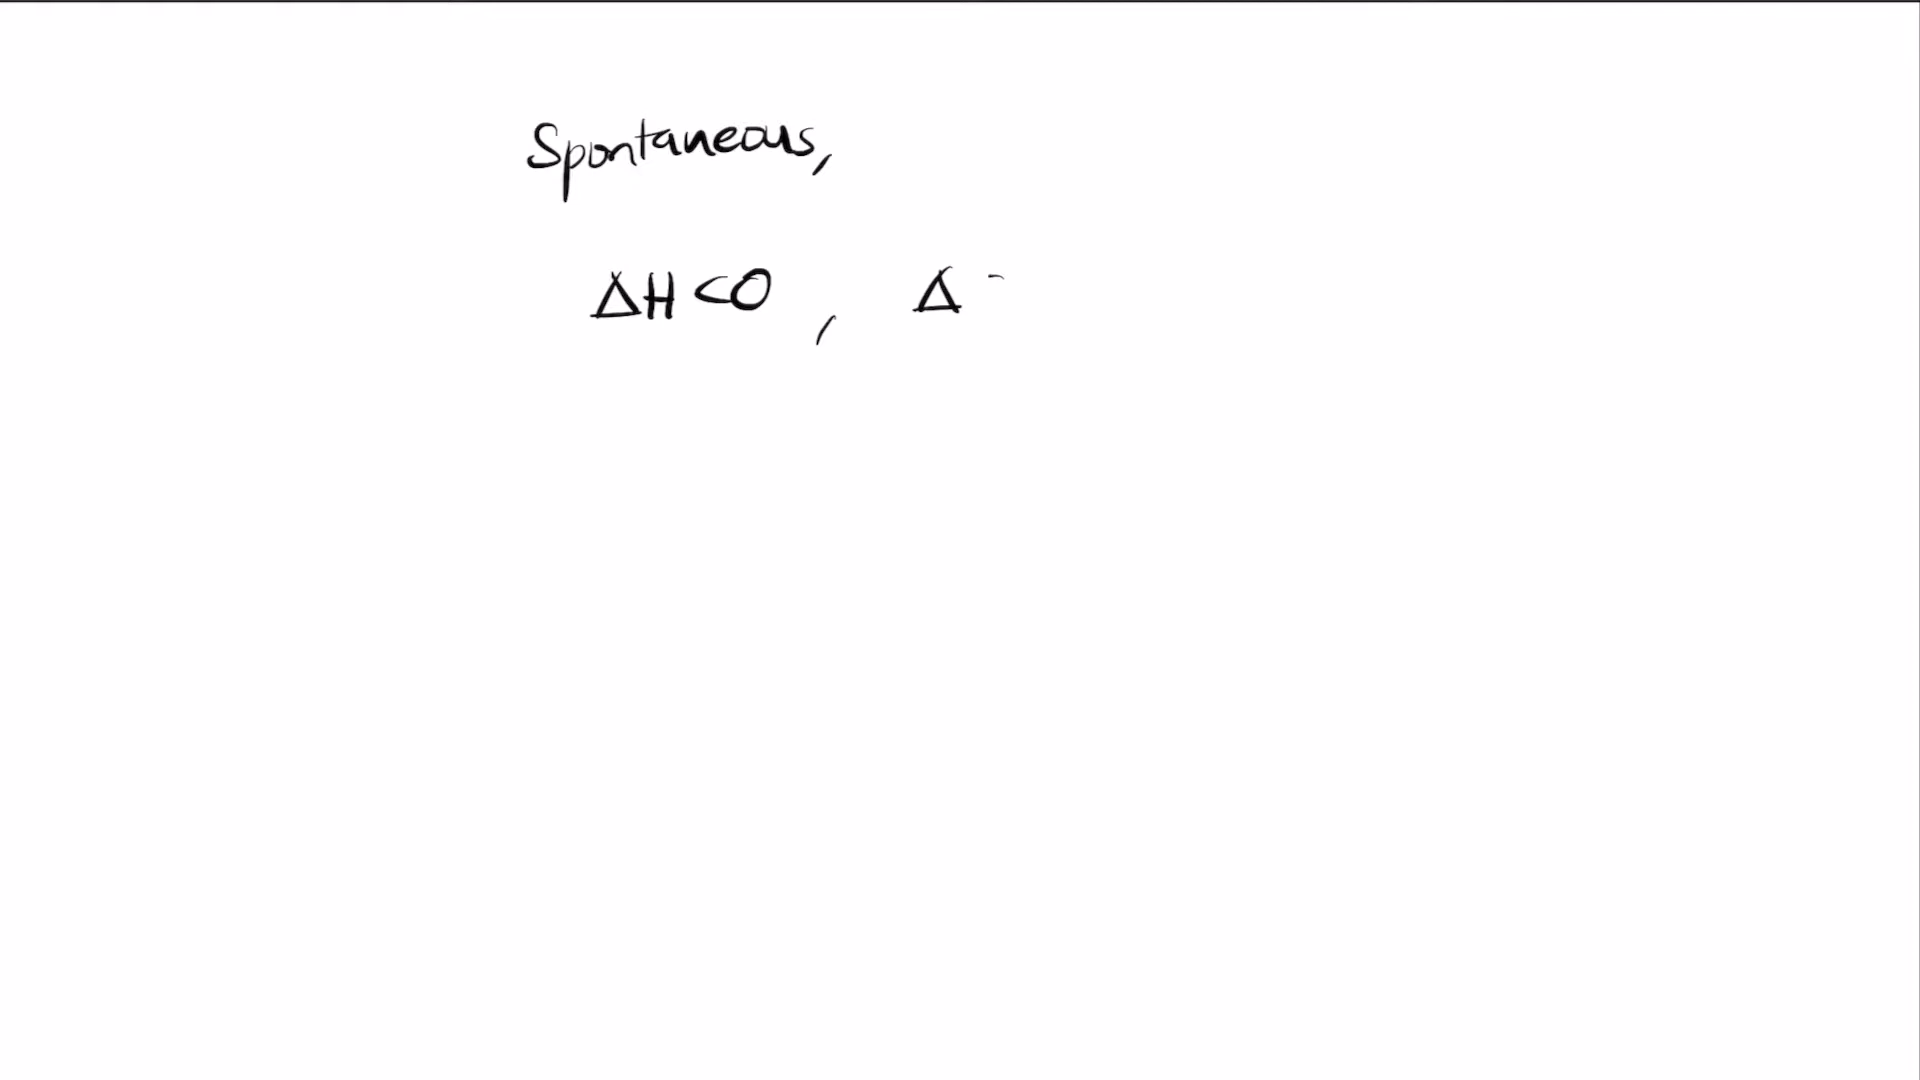 Spontaneous,
ΔH <0 , Δ